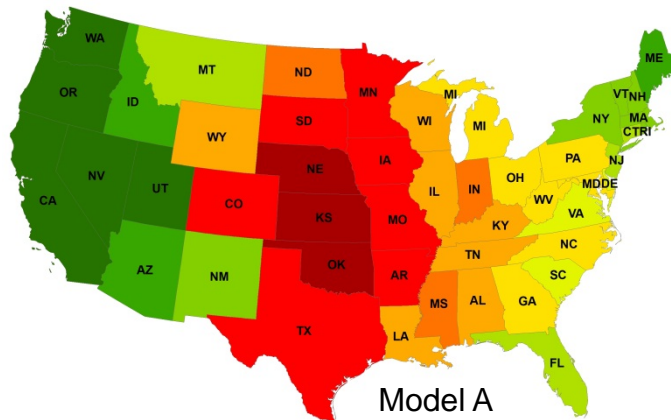 WA
OR
ID
MT
ND
MN
SD
WY
NE
IA
NV
UT
CO
KS
MO
CA
AZ
NM
OK
AR
TX
LA
MS
AL
GA
FL
SC
NC
TN
KY
IN
IL
WI
MI
MI
OH
WV
VA
PA
MD
DE
NJ
NY
CT
RI
MA
VT
NH
ME
Model A